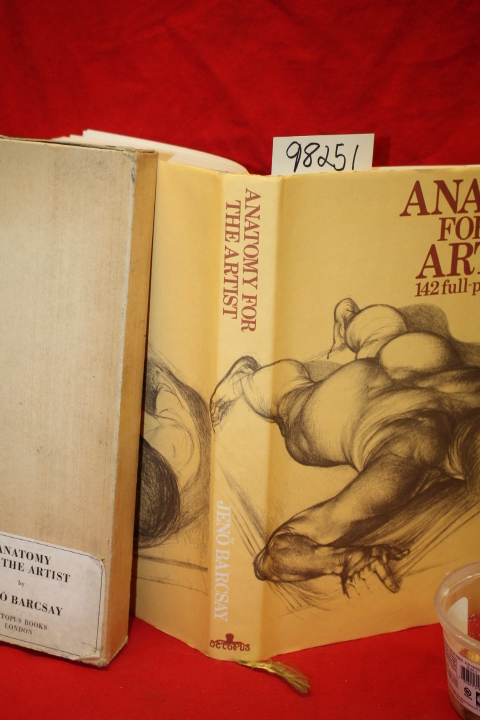 98251
ANATOMY FOR
THE ARTIST
JENŐ BARCSAY
OCTOPUS
ANA
FOR
ART
142 full-p
ANATOMY
THE ARTIST
by
Ő BARCSAY
TOPUS BOOKS
LONDON